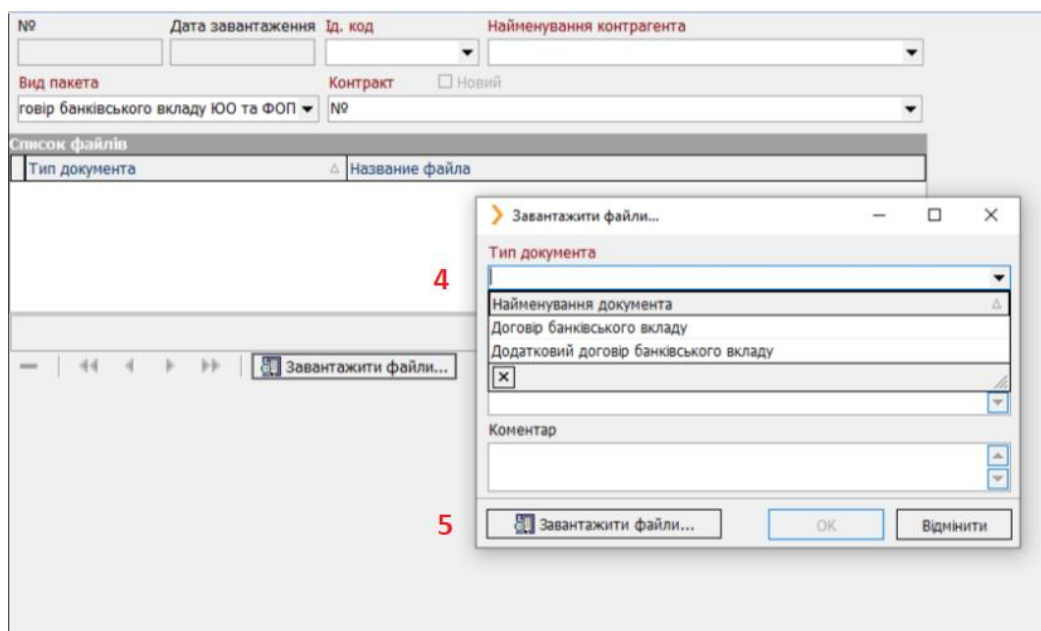 № Дата завантаження Ід. код Найменування контрагента
Вид пакета Контракт Новий
говір банківського вкладу ЮО та ФОП №
Список файлів
Тип документа Название файла
Завантажити файли...
Тип документа
4
Найменування документа
Договір банківського вкладу
Додатковий договір банківського вкладу
Завантажити файли...
Коментар
5 Завантажити файли... ОК Відмінити